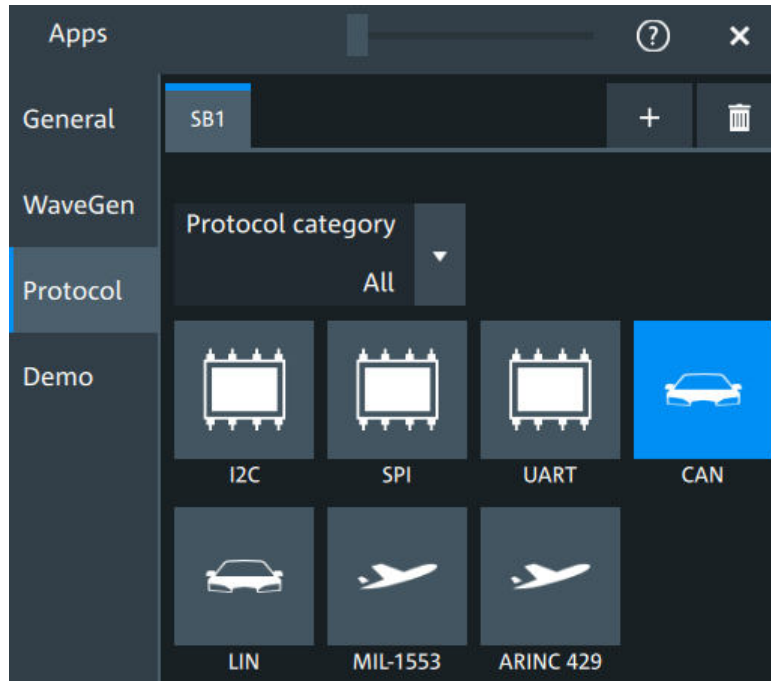 Apps
?
General
SB1
+
WaveGen
Protocol category
All
Protocol
Demo
I2C
SPI
UART
CAN
LIN
MIL-1553
ARINC 429